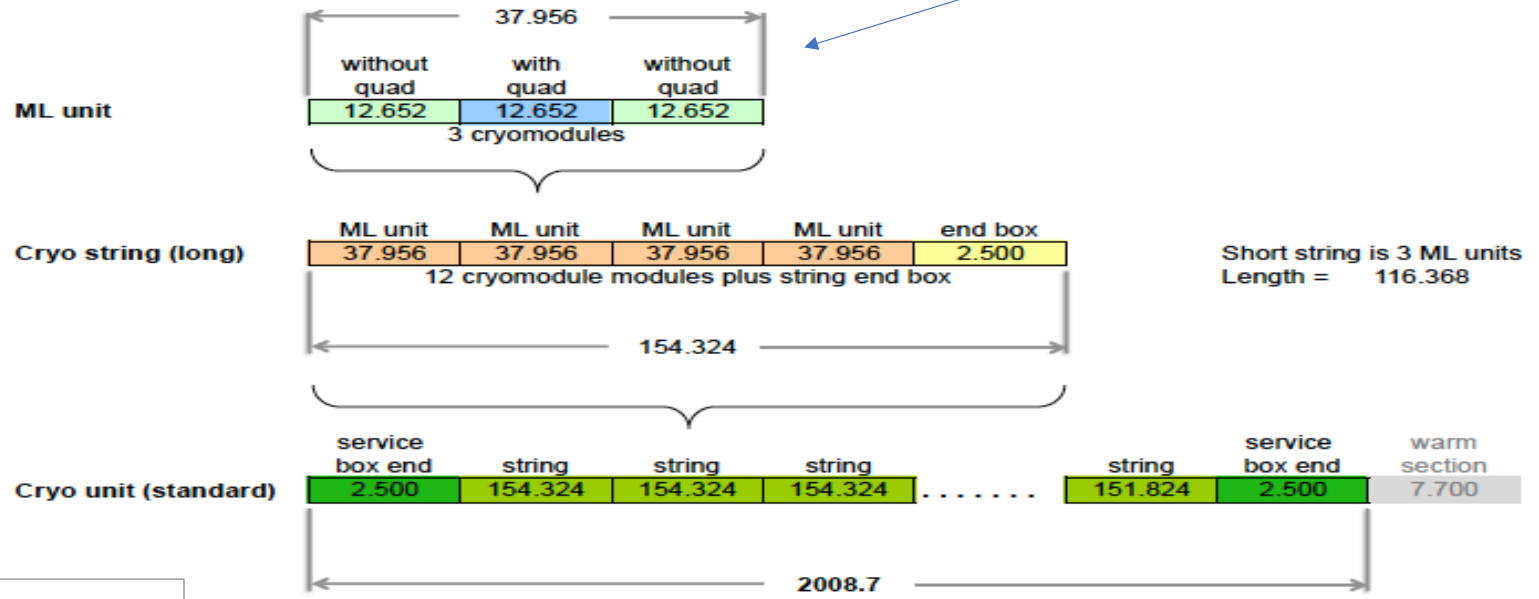 37.956
without with without
quad quad quad
ML unit 12.652 12.652 12.652
3 cryomodules
ML unit ML unit ML unit ML unit end box
Cryo string (long) 37.956 37.956 37.956 37.956 2.500 Short string is 3 ML units
12 cryomodule modules plus string end box Length = 116.368
154.324
service service warm
box end string string string string box end section
Cryo unit (standard) 2.500 154.324 154.324 154.324 ....... 151.824 2.500 7.700
2008.7